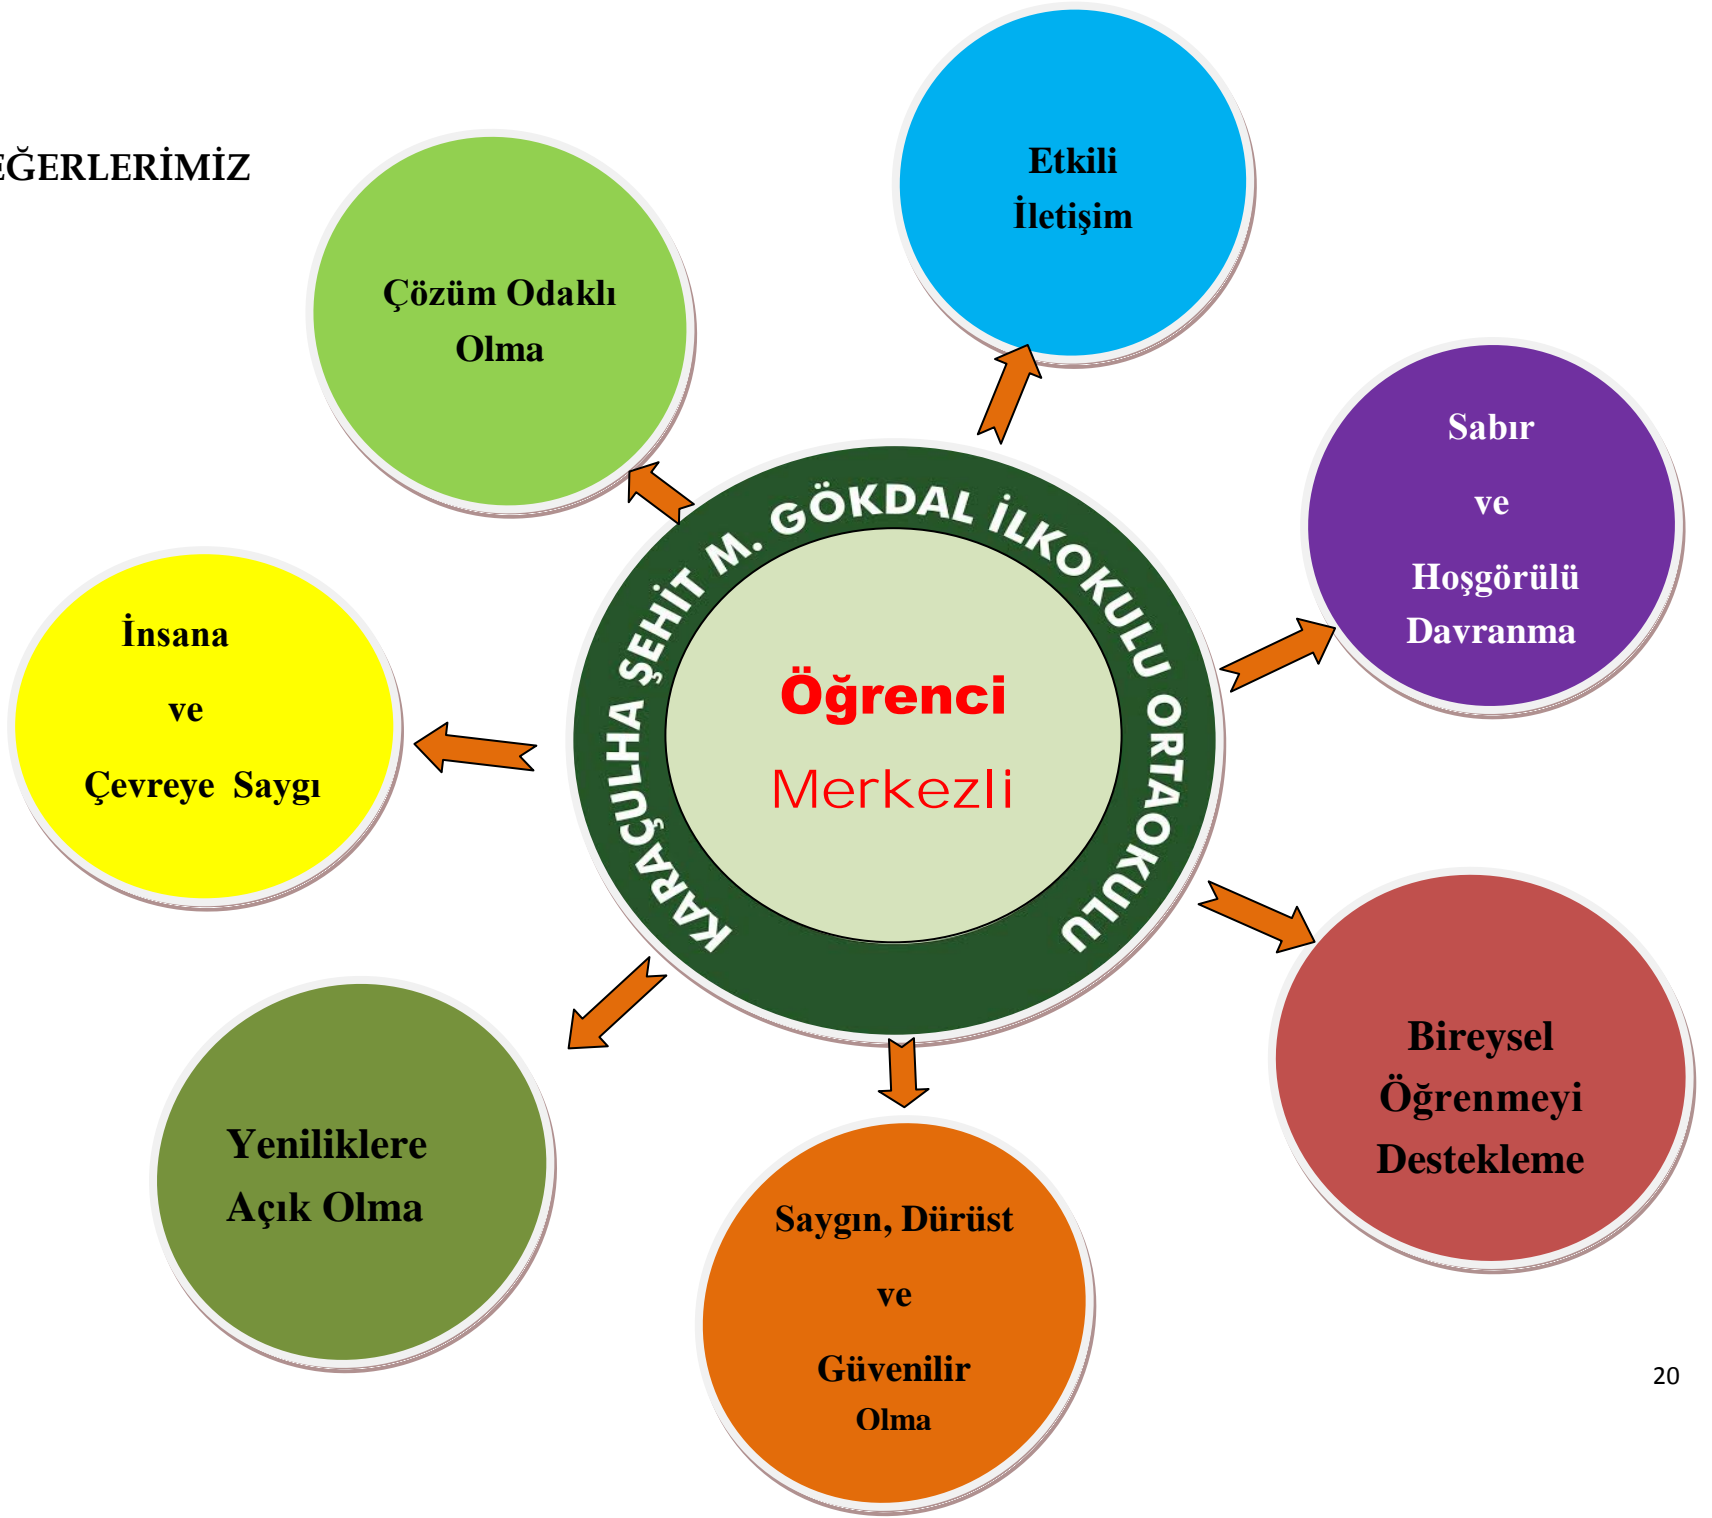 EĞERLERİMİZ
Etkili
İletişim
Çözüm Odaklı
Olma
Sabır
ve
Hoşgörülü
Davranma
KARAÇULHA ŞEHİT M. GÖKDAL İLKOKULU ORTAOKULU
Öğrenci
Merkezli
İnsana
ve
Çevreye Saygı
Bireysel
Öğrenmeyi
Destekleme
Yeniliklere
Açık Olma
Saygın, Dürüst
ve
Güvenilir
Olma
20